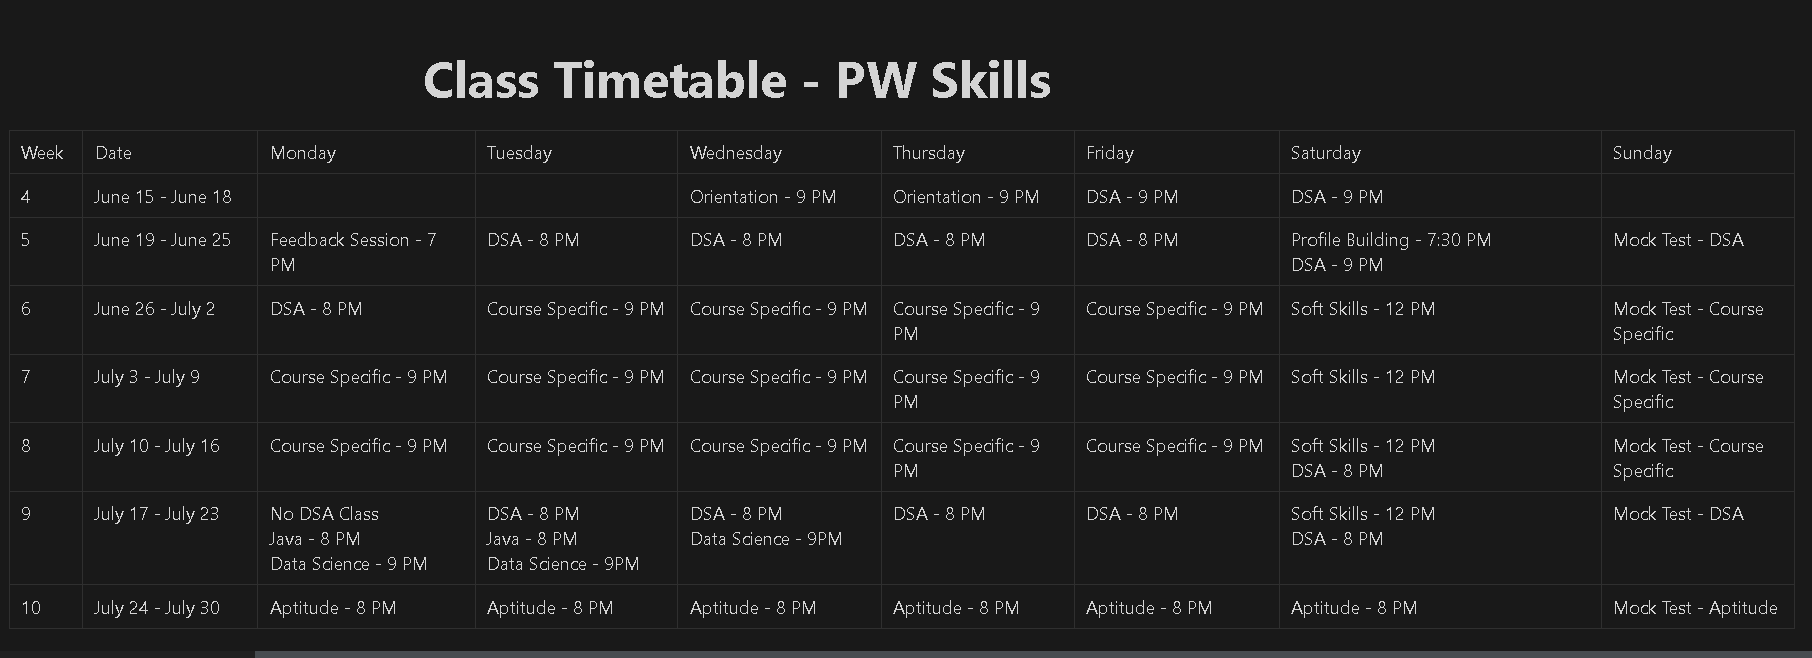 Class Timetable - PW Skills
Week Date Monday Tuesday Wednesday Thursday Friday Saturday Sunday
4 June 15 - June 18 Orientation - 9 PM Orientation - 9 PM DSA - 9 PM DSA - 9 PM
5 June 19 - June 25 Feedback Session - 7 DSA - 8 PM DSA - 8 PM DSA - 8 PM DSA - 8 PM Profile Building - 7:30 PM Mock Test - DSA
PM DSA - 9 PM
6 June 26 - July 2 DSA - 8 PM Course Specific - 9 PM Course Specific - 9 PM Course Specific - 9 Course Specific - 9 PM Soft Skills - 12 PM Mock Test - Course
PM Specific
7 July 3 - July 9 Course Specific - 9 PM Course Specific - 9 PM Course Specific - 9 PM Course Specific - 9 Course Specific - 9 PM Soft Skills - 12 PM Mock Test - Course
PM Specific
8 July 10 - July 16 Course Specific - 9 PM Course Specific - 9 PM Course Specific - 9 PM Course Specific - 9 Course Specific - 9 PM Soft Skills - 12 PM Mock Test - Course
PM DSA - 8 PM Specific
9 July 17 - July 23 No DSA Class DSA - 8 PM DSA - 8 PM DSA - 8 PM DSA - 8 PM Soft Skills - 12 PM Mock Test - DSA
Java - 8 PM Java - 8 PM Data Science - 9PM DSA - 8 PM
Data Science - 9 PM Data Science - 9PM
10 July 24 - July 30 Aptitude - 8 PM Aptitude - 8 PM Aptitude - 8 PM Aptitude - 8 PM Aptitude - 8 PM Aptitude - 8 PM Mock Test - Aptitude